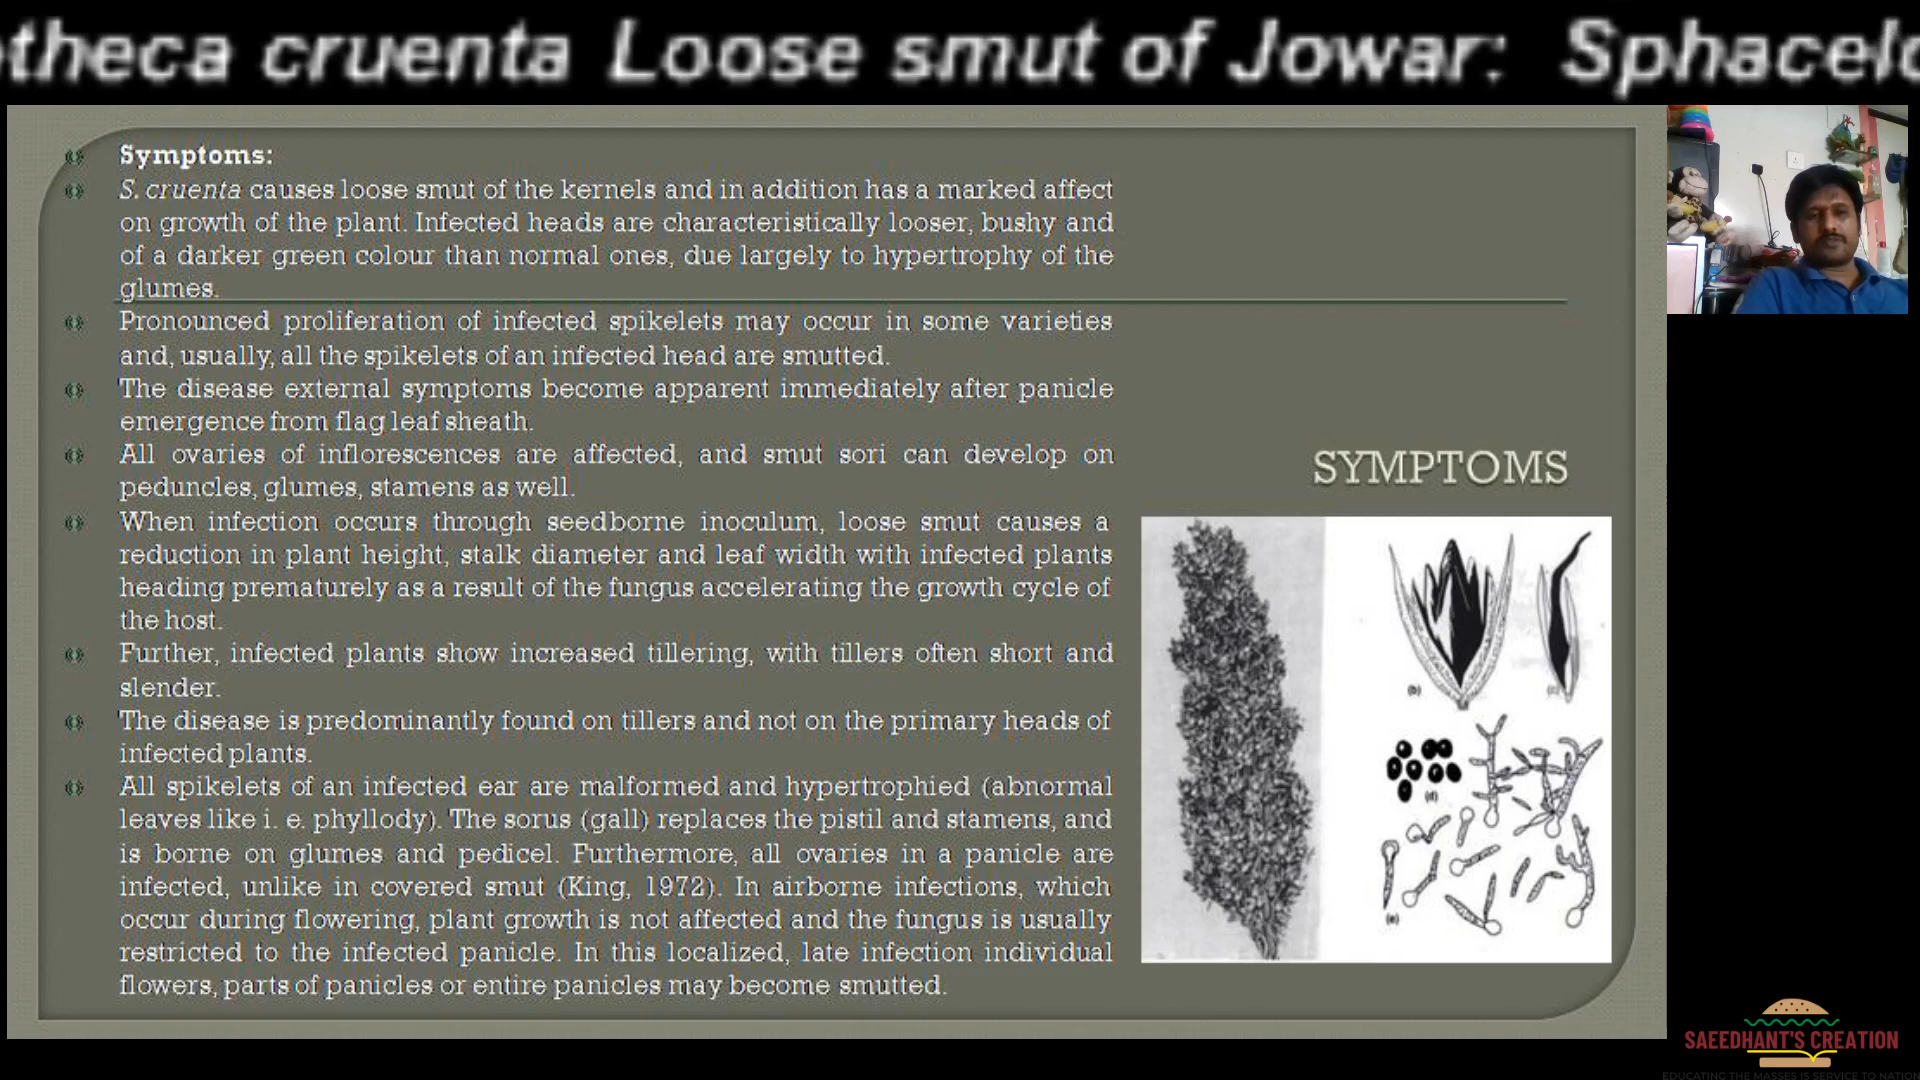 theca cruenta Loose smut of Jowar: Sphacelo
Symptoms:
S. cruenta causes loose smut of the kernels and in addition has a marked affect
on growth of the plant. Infected heads are characteristically looser, bushy and
of a darker green colour than normal ones, due largely to hypertrophy of the
glumes.
Pronounced proliferation of infected spikelets may occur in some varieties
and, usually, all the spikelets of an infected head are smutted.
The disease external symptoms become apparent immediately after panicle
emergence from flag leaf sheath.
All ovaries of inflorescences are affected, and smut sori can develop on
peduncles, glumes, stamens as well.
When infection occurs through seedborne inoculum, loose smut causes a
reduction in plant height, stalk diameter and leaf width with infected plants
heading prematurely as a result of the fungus accelerating the growth cycle of
the host.
Further, infected plants show increased tillering, with tillers often short and
slender.
The disease is predominantly found on tillers and not on the primary heads of
infected plants.
All spikelets of an infected ear are malformed and hypertrophied (abnormal
leaves like i. e. phyllody). The sorus (gall) replaces the pistil and stamens, and
is borne on glumes and pedicel. Furthermore, all ovaries in a panicle are
infected, unlike in covered smut (King, 1972). In airborne infections, which
occur during flowering, plant growth is not affected and the fungus is usually
restricted to the infected panicle. In this localized, late infection individual
flowers, parts of panicles or entire panicles may become smutted.
SYMPTOMS
(b)
(c)
(d)
(e)
SAEEDHANT'S CREATION
EDUCATING THE MASSES IS SERVICE TO NATION